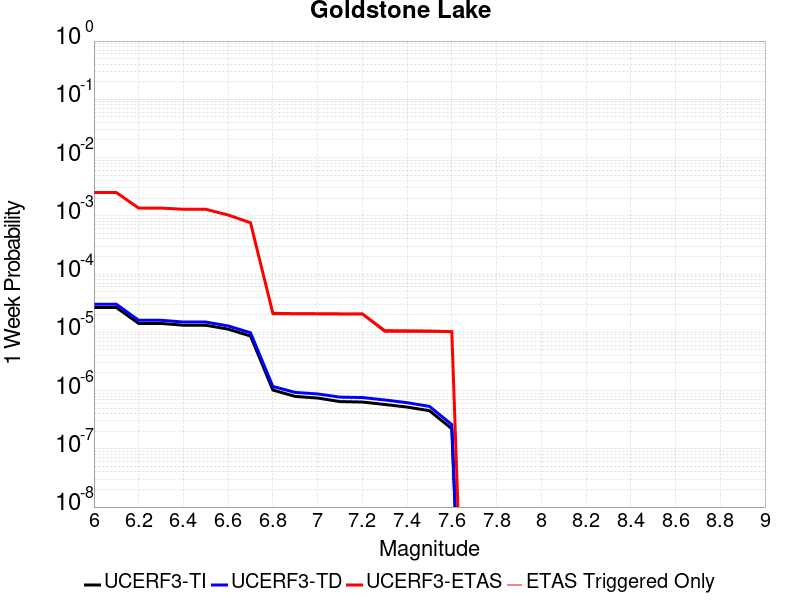 Goldstone Lake
1 Week Probability
10^0
10^-1
10^-2
10^-3
10^-4
10^-5
10^-6
10^-7
10^-8
6 6.2 6.4 6.6 6.8 7 7.2 7.4 7.6 7.8 8 8.2 8.4 8.6 8.8 9
Magnitude
UCERF3-TI UCERF3-TD UCERF3-ETAS ETAS Triggered Only